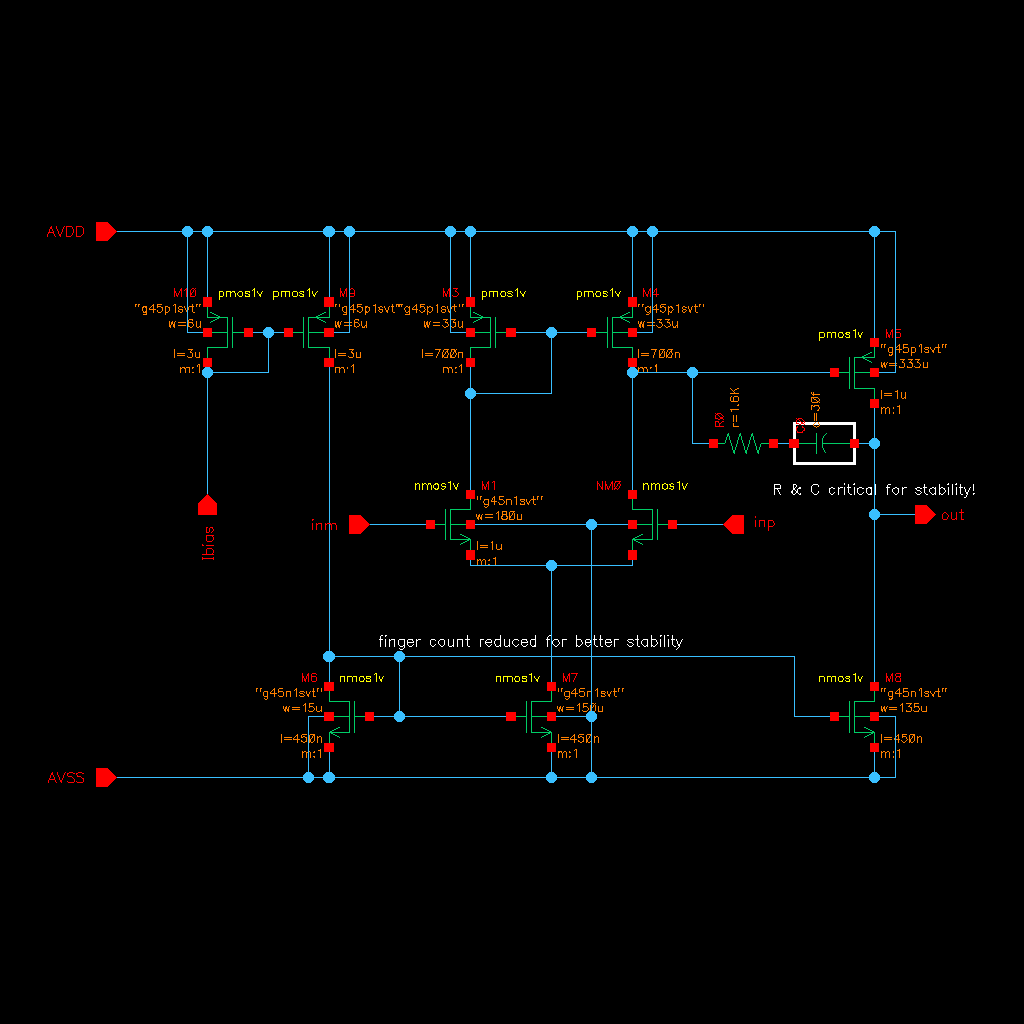 AVDD
M10 pmos1v pmos1v M9 M3 pmos1v pmos1v M4
"g45p1svt" "g45p1svt" "g45p1svt" "g45p1svt"
w=6u w=6u w=33u w=33u
pmos1v M5
"g45p1svt"
w=333u
l=3u l=3u l=700n l=700n
m:1 m:1 m:1 m:1
l=1u
m:1
R0 r=1.6K C0 c=30f
nmos1v M1 NM0 nmos1v
R & C critical for stability!
"g45n1svt"
w=180u
inm inp out
Ibias
l=1u
m:1
finger count reduced for better stability
M6 nmos1v nmos1v M7 nmos1v M8
"g45n1svt" "g45n1svt" "g45n1svt"
w=15u w=150u w=135u
l=450n l=450n l=450n
m:1 m:1 m:1
AVSS